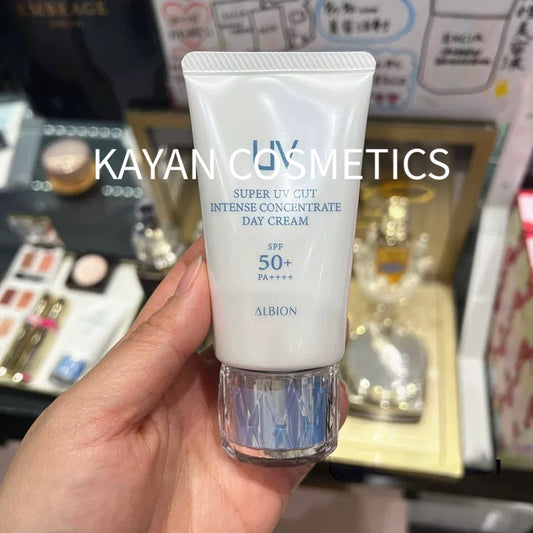 UV
KAYAN COSMETICS
SUPER UV CUT
INTENSE CONCENTRATE
DAY CREAM
SPF
50+
PA++++
ALBION